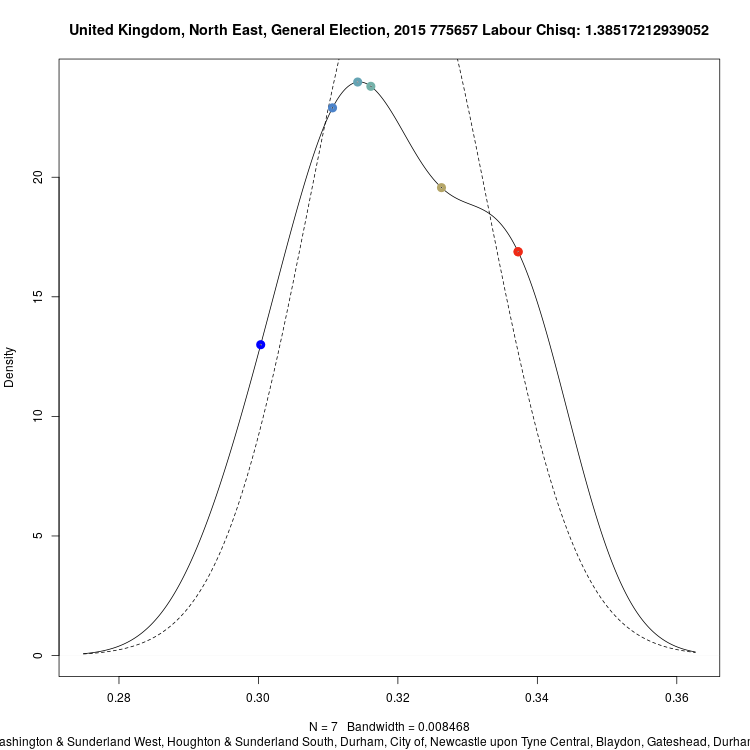 United Kingdom, North East, General Election, 2015 775657 Labour Chisq: 1.38517212939052
Density
20
15
10
5
0
0.28 0.30 0.32 0.34 0.36
N = 7 Bandwidth = 0.008468
ashington & Sunderland West, Houghton & Sunderland South, Durham, City of, Newcastle upon Tyne Central, Blaydon, Gateshead, Durha